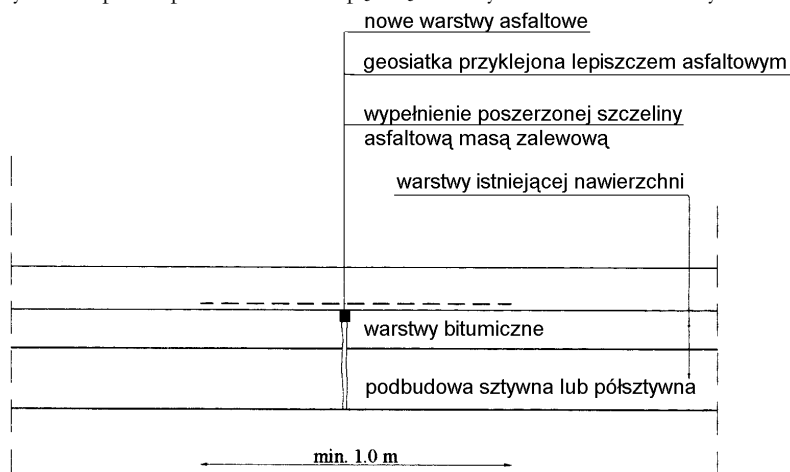 nowe warstwy asfaltowe
geosiatka przyklejona lepiszczem asfaltowym
wypełnienie poszerzonej szczeliny
asfaltową masą zalewową
warstwy istniejącej nawierzchni
warstwy bitumiczne
podbudowa sztywna lub półsztywna
min. 1.0 m